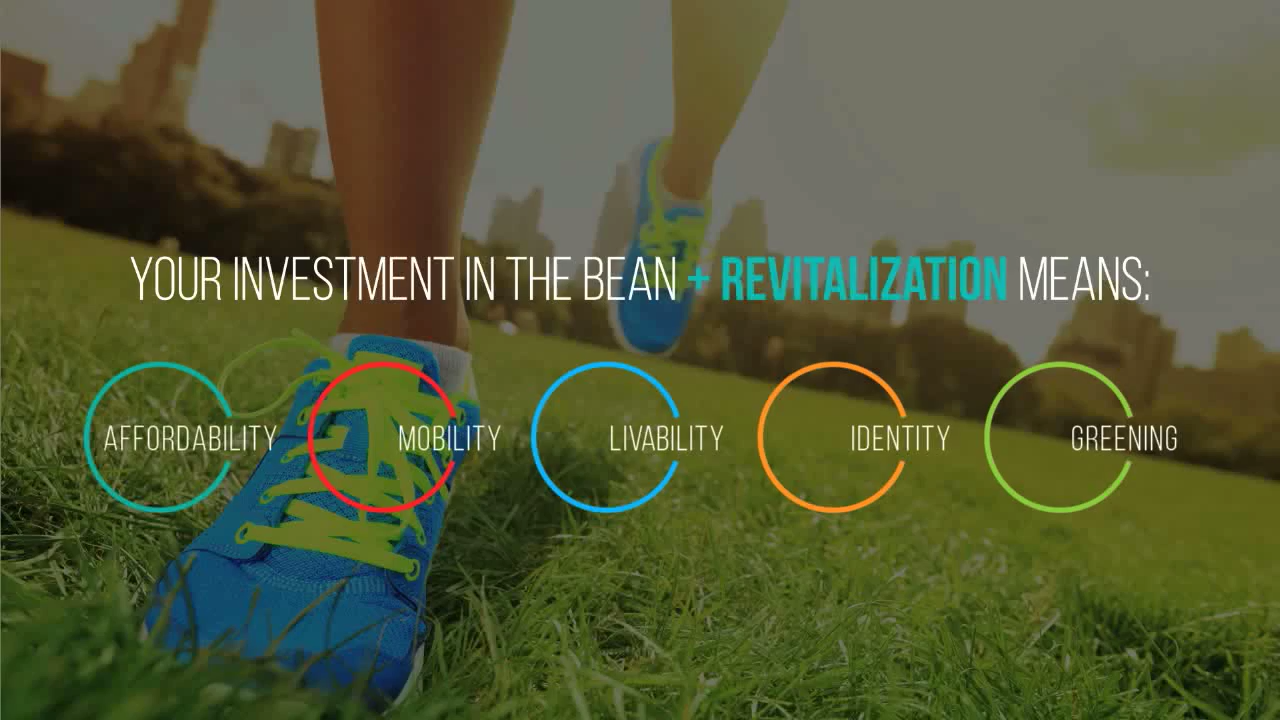 YOUR INVESTMENT IN THE BEAN + REVITALIZATION MEANS:
AFFORDABILITY MOBILITY LIVABILITY IDENTITY GREENING